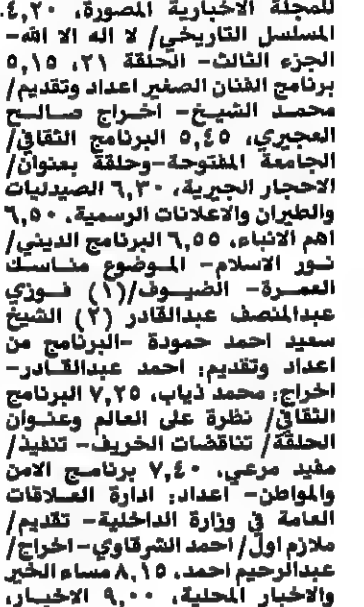 للمجلة الاخبارية المصورة، ٤,٢٠،
المسلسل التاريخي/ لا اله الا الله-
الجزء الثالث- الحلقة ٢١، ٥,١٥
برنامج الفنان الصغير اعداد وتقديم/
محمد الشيخ- اخراج صالح
العجيري، ٥,٤٥ البرنامج الثقافي/
الجامعة المفتوحة-وحلقة بعنوان/
الاحجار الجيرية، ٦,٣٠ الصيدليات
والطيران والاعلانات الرسمية، ٦,٥٠
اهم الانباء، ٦,٥٥ البرنامج الديني/
نور الاسلام- الموضوع مناسك
العمرة- الضيوف/(١) فوزي
عبدالمنصف عبدالقادر (٢) الشيخ
سعيد احمد حمودة -البرنامج من
اعداد وتقديم: احمد عبدالقادر-
اخراج: محمد ذياب، ٧,٢٥ البرنامج
الثقافي/ نظرة على العالم وعنوان
الحلقة/ تناقضات الخريف- تنفيذ/
مفيد مرعي، ٧,٤٠ برنامج الامن
والمواطن- اعداد: ادارة العلاقات
العامة في وزارة الداخلية- تقديم/
ملازم اول/ احمد الشرقاوي-اخراج/
عبدالرحيم احمد، ٨,١٥ مساء الخير
والاخبار المحلية، ٩,٠٠ الاخبار،